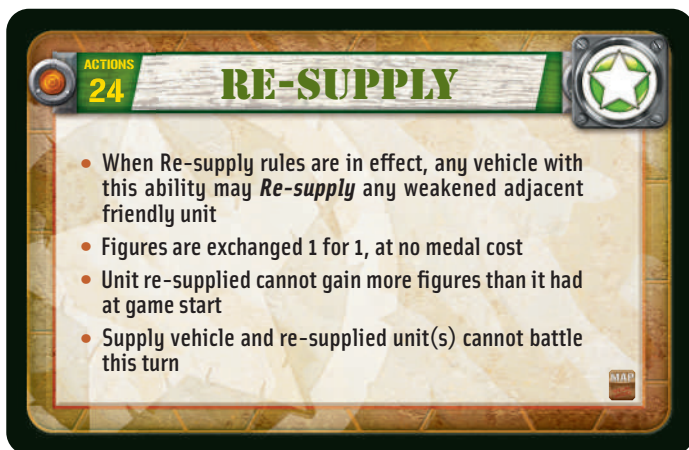 ACTIONS
24
RE-SUPPLY
• When Re-supply rules are in effect, any vehicle with
this ability may Re-supply any weakened adjacent
friendly unit
• Figures are exchanged 1 for 1, at no medal cost
• Unit re-supplied cannot gain more figures than it had
at game start
• Supply vehicle and re-supplied unit(s) cannot battle
this turn
MAP